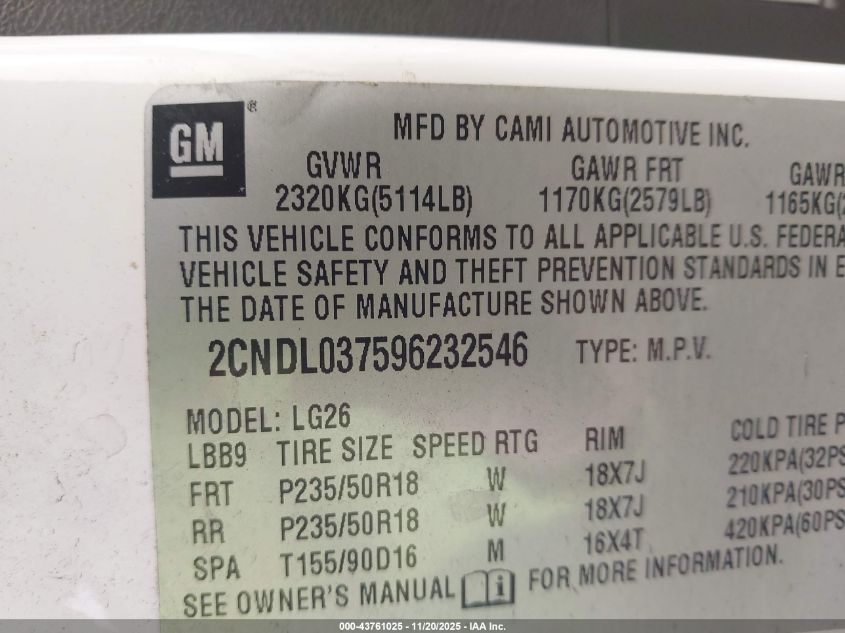 GM ®
MFD BY CAMI AUTOMOTIVE INC.
GVWR GAWR FRT GAWR
2320KG(5114LB) 1170KG(2579LB) 1165KG(
THIS VEHICLE CONFORMS TO ALL APPLICABLE U.S. FEDERA
VEHICLE SAFETY AND THEFT PREVENTION STANDARDS IN E
THE DATE OF MANUFACTURE SHOWN ABOVE.
2CNDL037596232546 TYPE: M.P.V.
MODEL: LG26
LBB9 TIRE SIZE SPEED RTG RIM COLD TIRE P
FRT P235/50R18 W 18X7J 220KPA(32PS
RR P235/50R18 W 18X7J 210KPA(30PS
SPA T155/90D16 M 16X4T 420KPA(60PS
SEE OWNER'S MANUAL i FOR MORE INFORMATION.
000-43761025 - 11/20/2025 - IAA Inc.